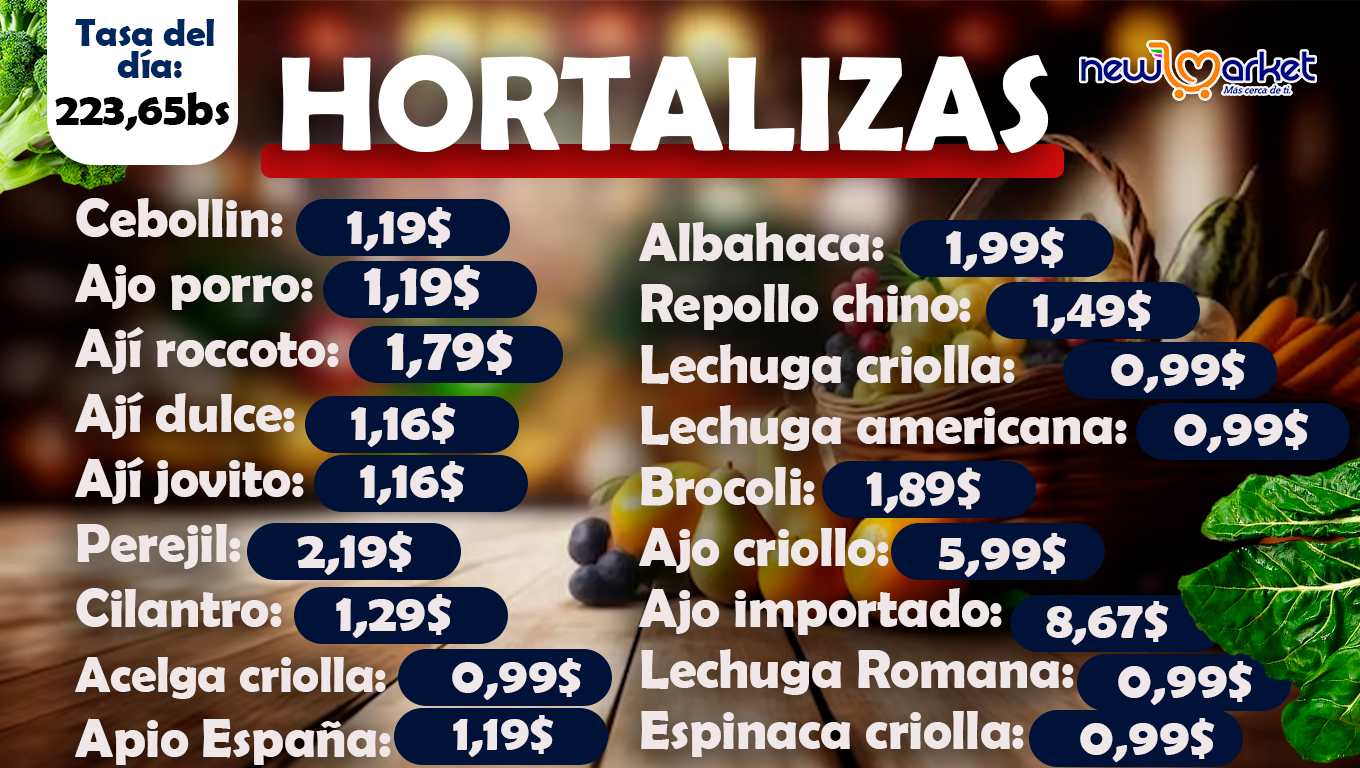 Tasa del
día:
223,65bs
HORTALIZAS
new market
Más cerca de ti.
Cebollin: 1,19$
Ajo porro: 1,19$
Ají roccoto: 1,79$
Ají dulce: 1,16$
Ají jovito: 1,16$
Perejil: 2,19$
Cilantro: 1,29$
Acelga criolla: 0,99$
Apio España: 1,19$
Albahaca: 1,99$
Repollo chino: 1,49$
Lechuga criolla: 0,99$
Lechuga americana: 0,99$
Brocoli: 1,89$
Ajo criollo: 5,99$
Ajo importado: 8,67$
Lechuga Romana: 0,99$
Espinaca criolla: 0,99$